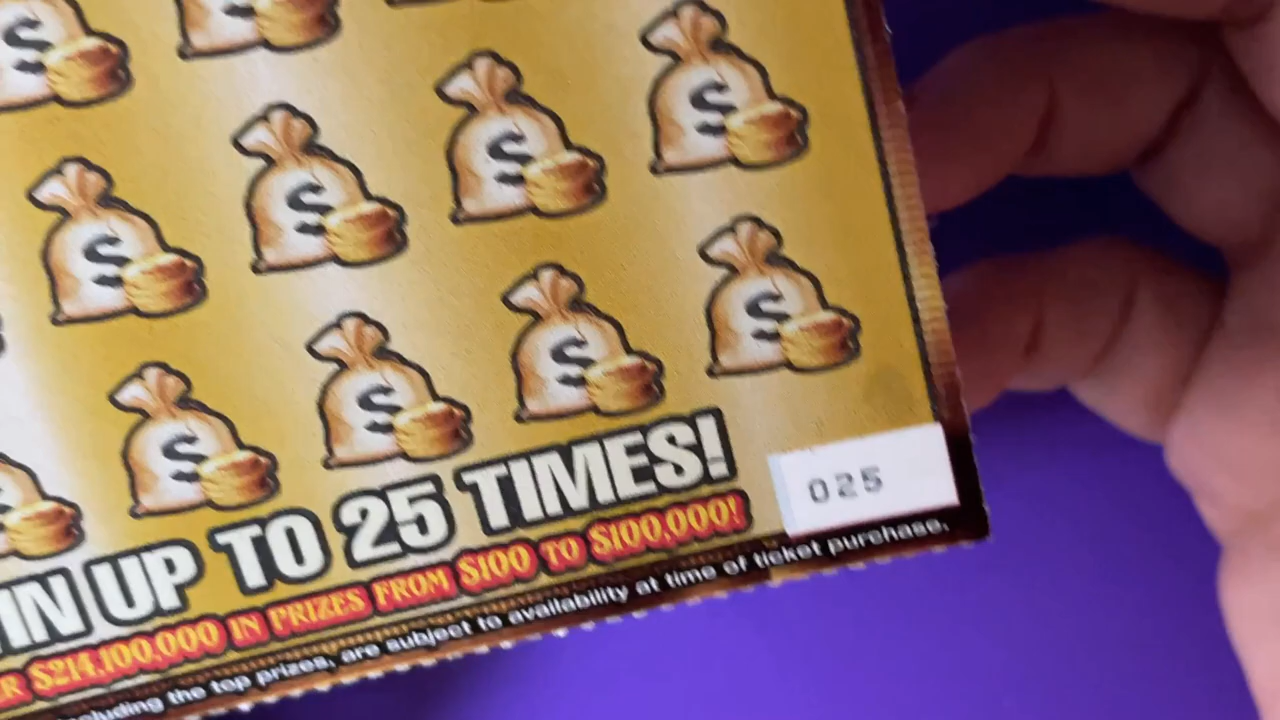 IN UP TO 25 TIMES!
R $214,100,000 IN PRIZES FROM $100 TO $100,000!
including the top prizes, are subject to availability at time of ticket purchase.
025